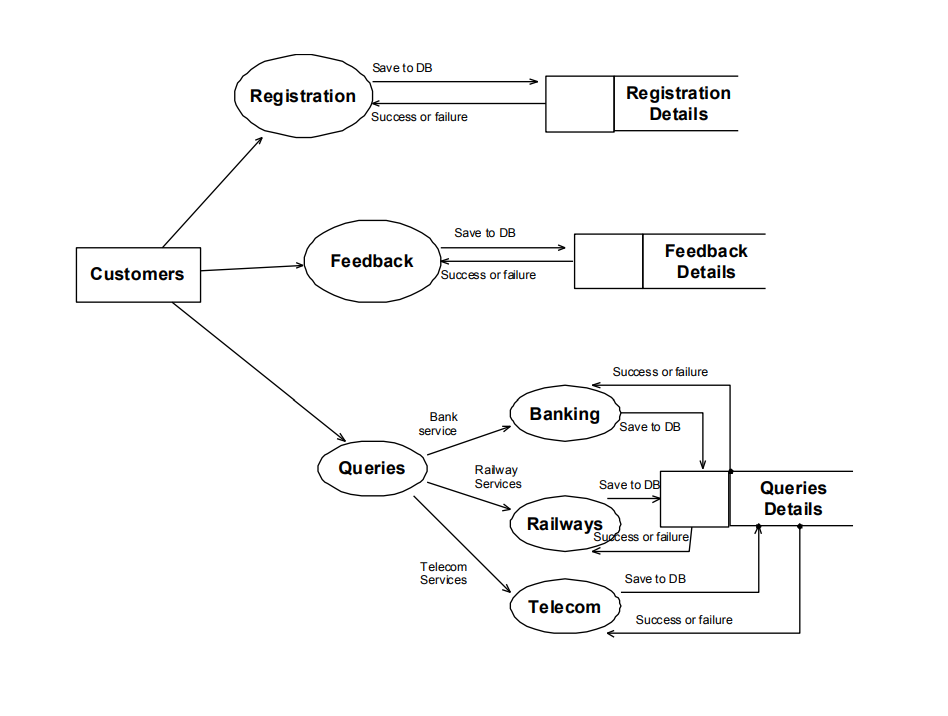 Save to DB
Registration
Registration
Details
Success or failure
Customers
Save to DB
Feedback
Feedback
Details
Success or failure
Success or failure
Bank
service
Banking
Save to DB
Queries
Railway
Services
Save to DB
Queries
Details
Railways
Success or failure
Telecom
Services
Save to DB
Telecom
Success or failure